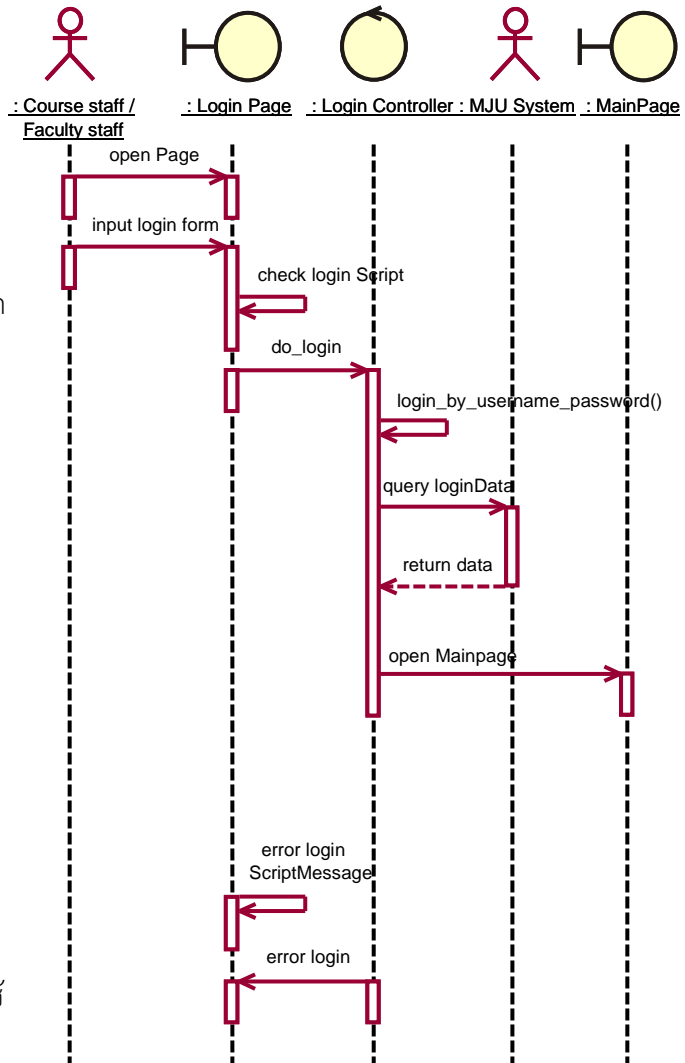 : Course staff /
Faculty staff
: Login Page
: Login Controller
: MJU System
: MainPage
open Page
input login form
check login Script
do_login
login_by_username_password()
query loginData
return data
open Mainpage
error login
ScriptMessage
error login